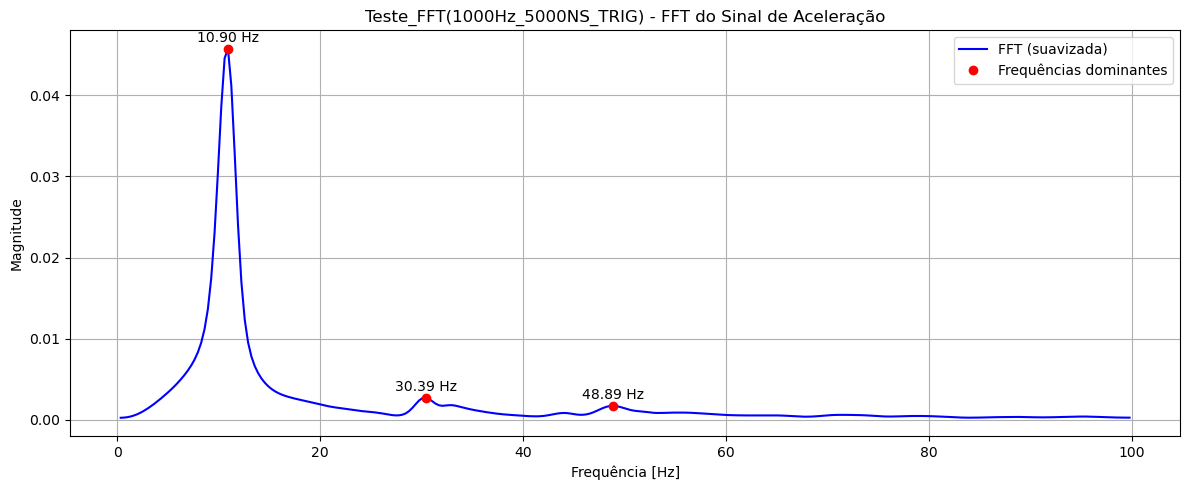 Teste_FFT(1000Hz_5000NS_TRIG) - FFT do Sinal de Aceleração
10.90 Hz
FFT (suavizada)
Frequências dominantes
0.04
0.03
0.02
0.01
0.00
Magnitude
30.39 Hz
48.89 Hz
0
20
40
60
80
100
Frequência [Hz]